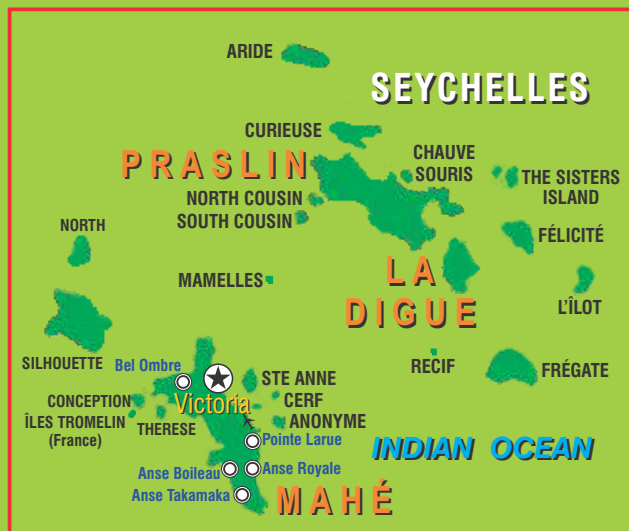 ARIDE
SEYCHELLES
CURIEUSE
PRASLIN
CHAUVE
SOURIS
THE SISTERS
ISLAND
NORTH COUSIN
SOUTH COUSIN
NORTH
FÉLICITÉ
MAMELLES
LA
DIGUE
L'ÎLOT
SILHOUETTE
Bel Ombre
RECIF
FRÉGATE
STE ANNE
CERF
ANONYME
Victoria
CONCEPTION
ÎLES TROMELIN
(France)
THERESE
Pointe Larue
INDIAN OCEAN
Anse Boileau
Anse Royale
Anse Takamaka
MAHÉ